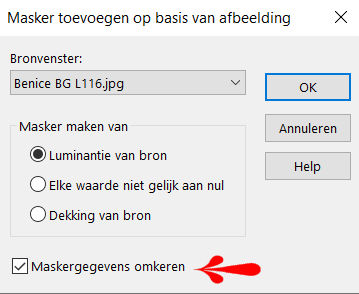 Masker toevoegen op basis van afbeelding
Bronvenster:
Benice BG L116.jpg
OK
Annuleren
Help
Masker maken van
Luminantie van bron
Elke waarde niet gelijk aan nul
Dekking van bron
Maskergegevens omkeren